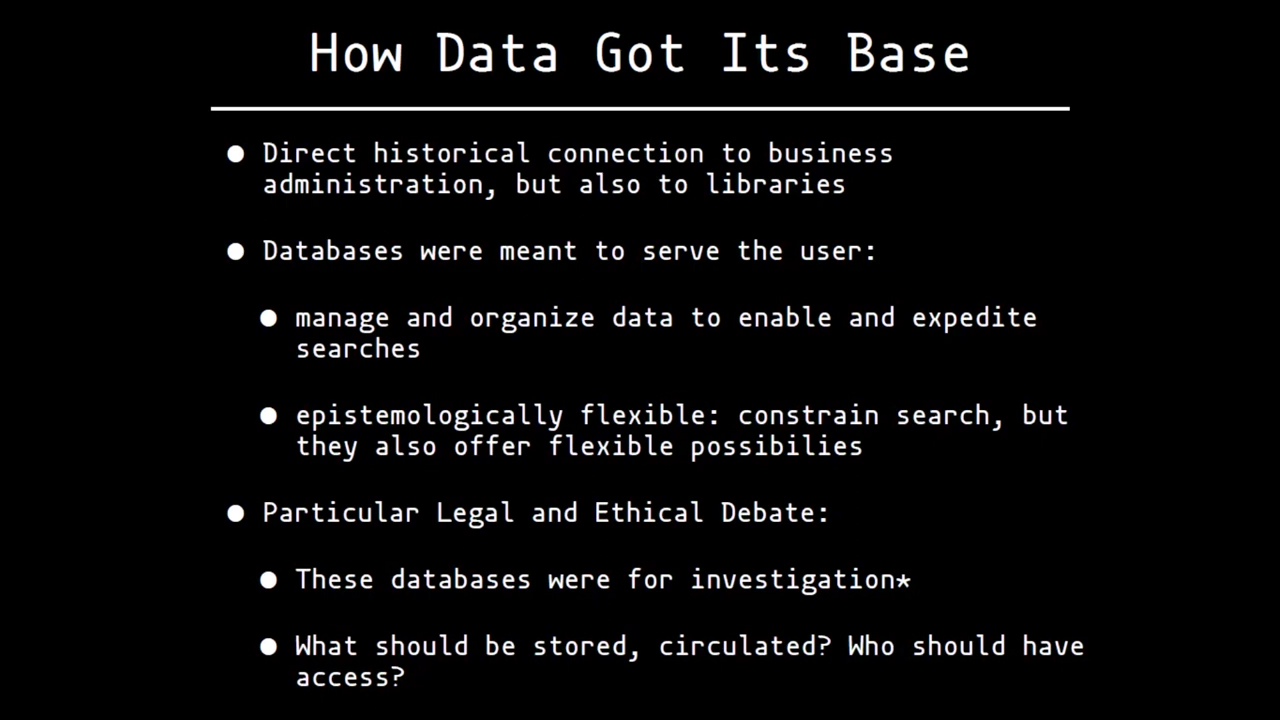 How Data Got Its Base
● Direct historical connection to business
administration, but also to libraries
● Databases were meant to serve the user:
● manage and organize data to enable and expedite
searches
● epistemologically flexible: constrain search, but
they also offer flexible possibilies
● Particular Legal and Ethical Debate:
● These databases were for investigation*
● What should be stored, circulated? Who should have
access?